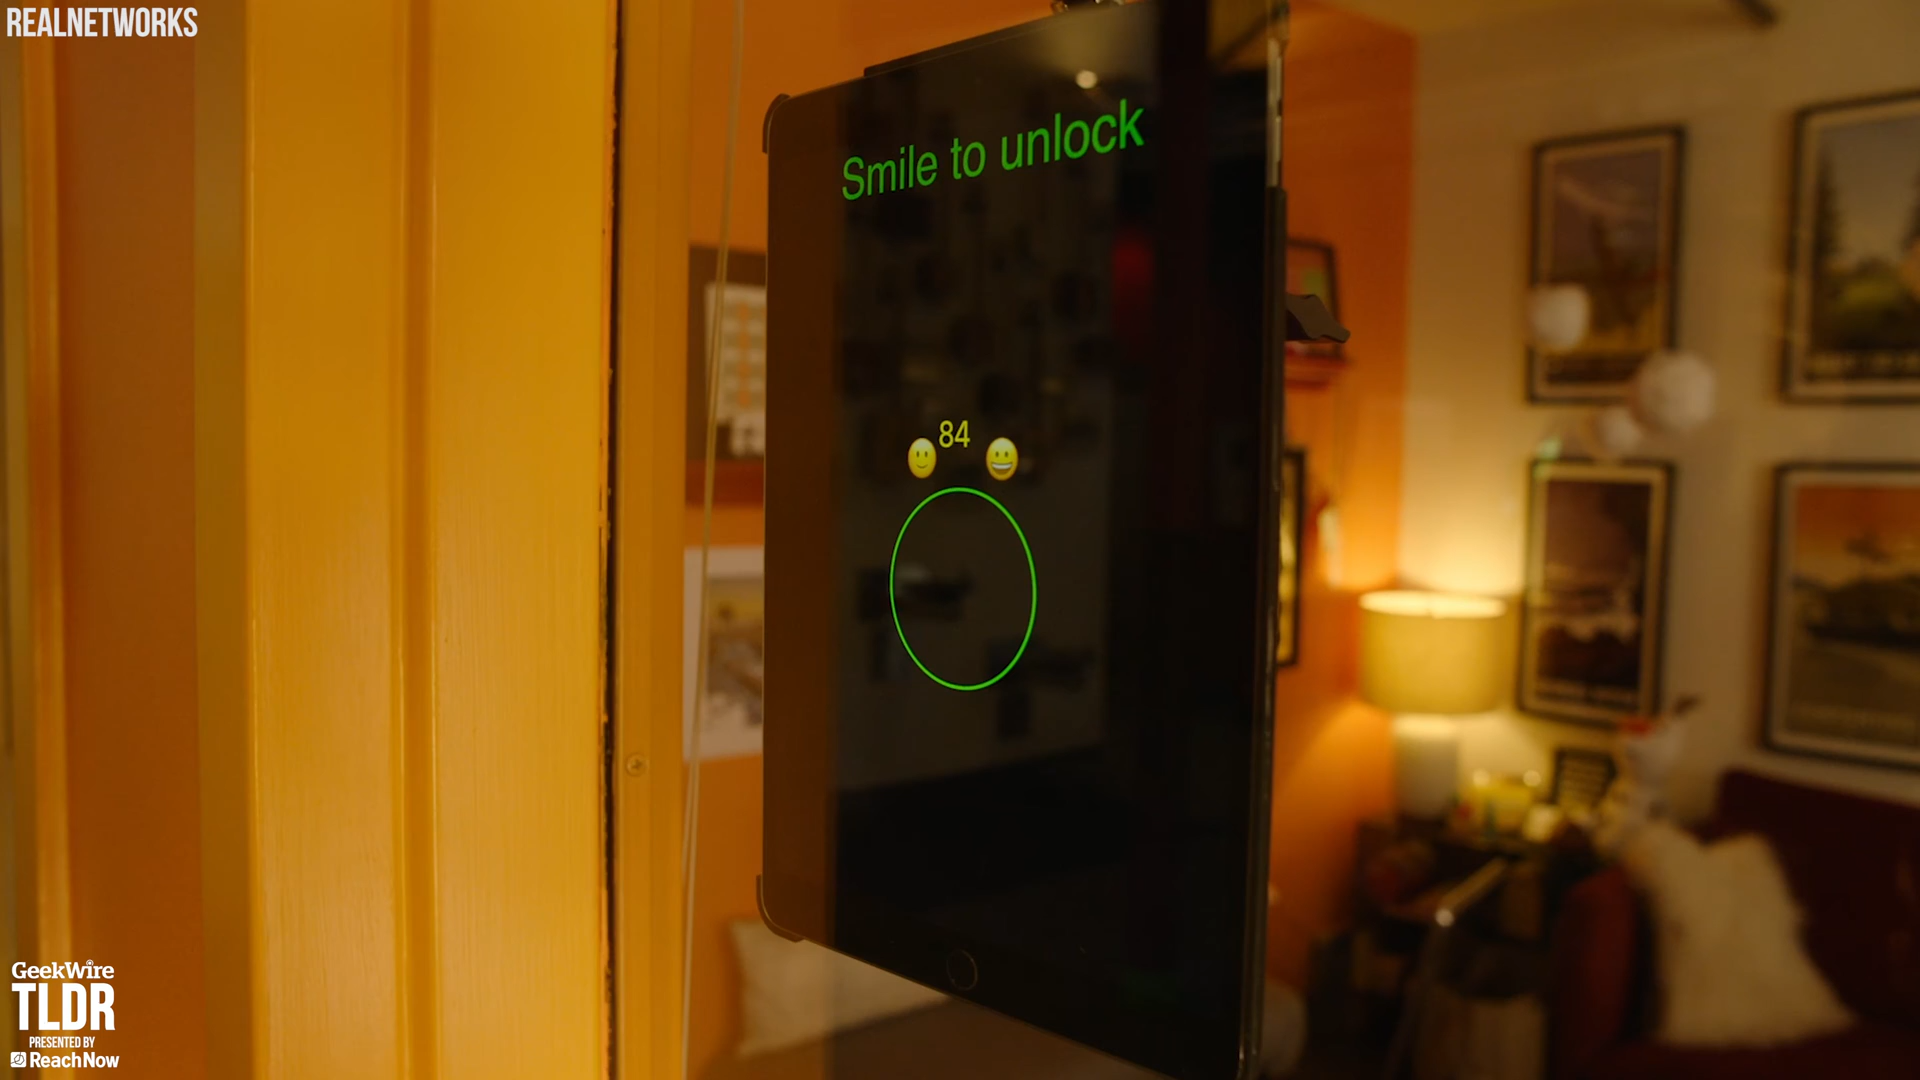 REALNETWORKS
Smile to unlock
84
GeekWire
TLDR
PRESENTED BY
ReachNow